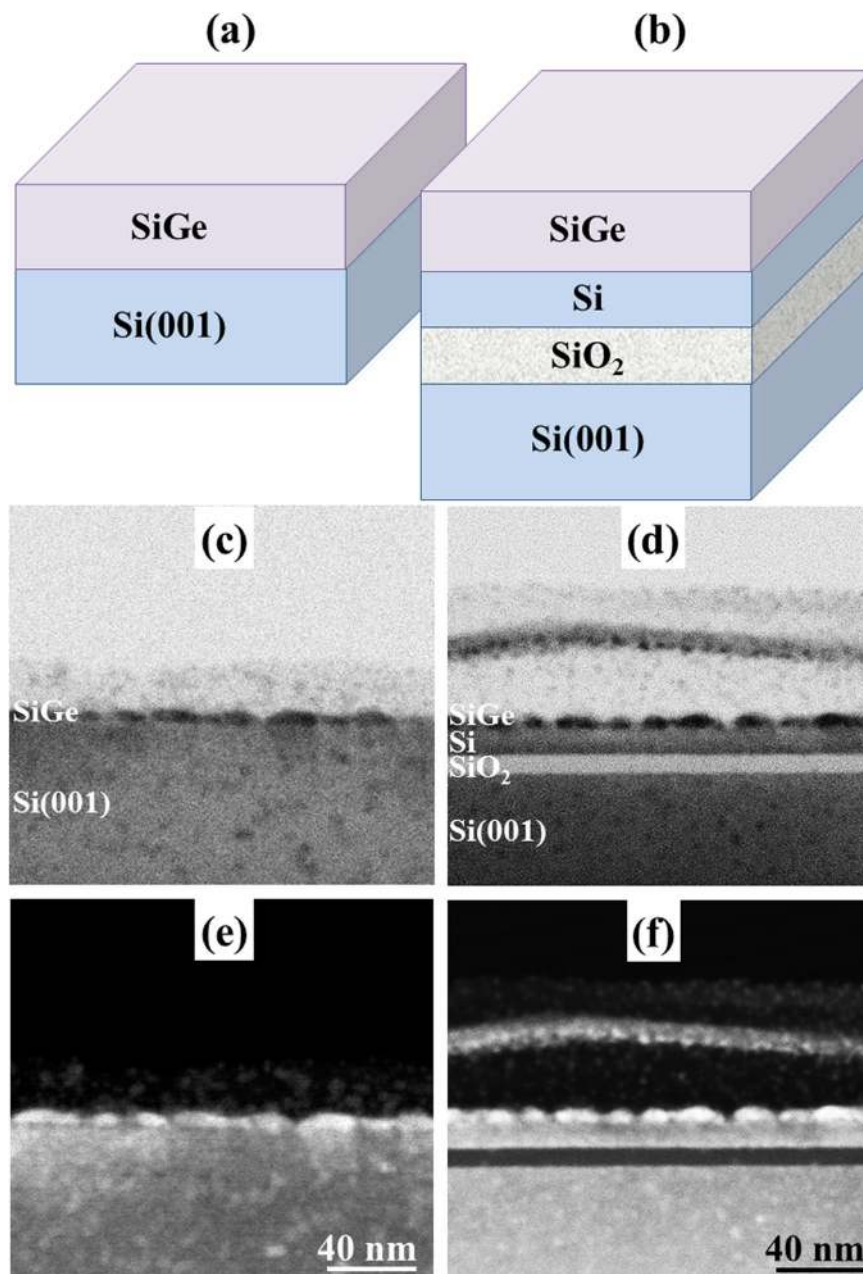 (a)
(b)
SiGe
Si(001)
SiGe
Si
SiO₂
Si(001)
(c)
(d)
SiGe
Si(001)
SiGe
Si
SiO₂
Si(001)
(e)
(f)
40 nm
40 nm